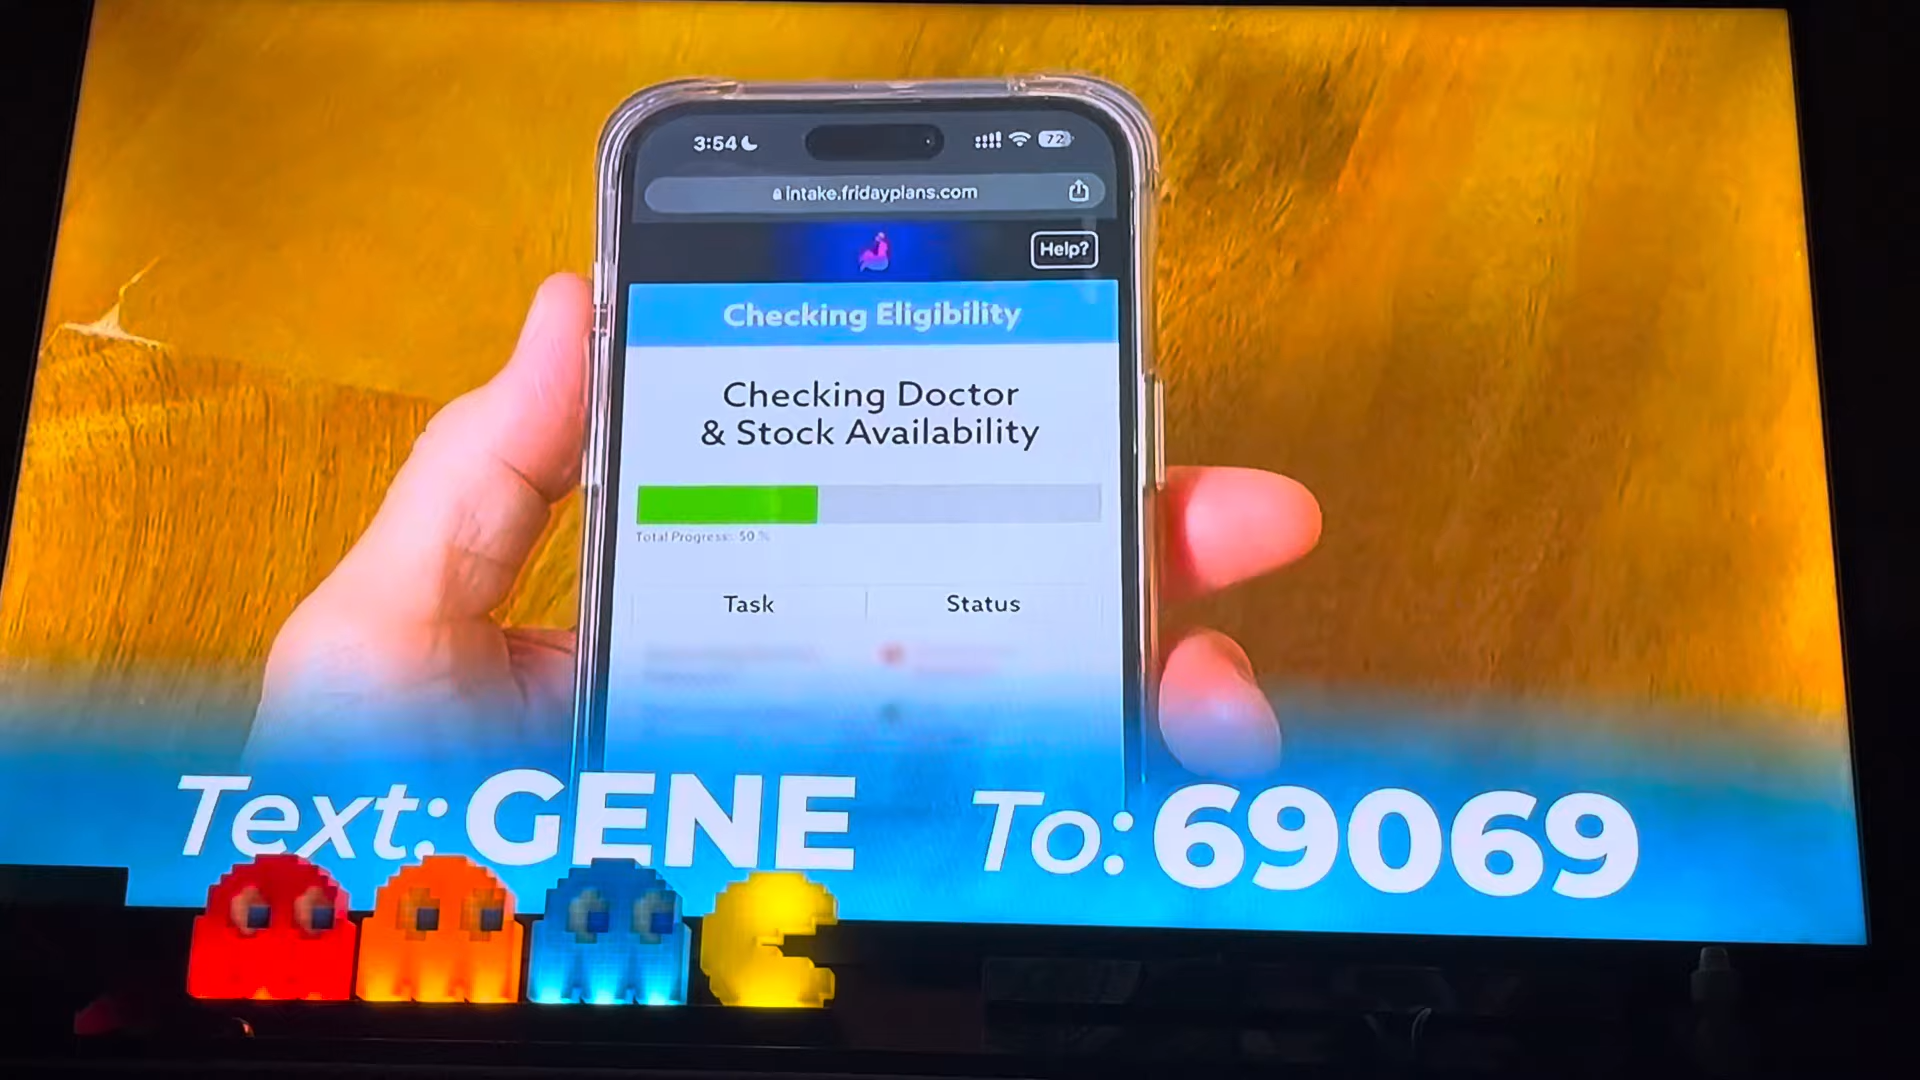 3:54
72
intake.fridayplans.com
Help?
Checking Eligibility
Checking Doctor
& Stock Availability
Total Progress: 50 %
Task Status
Text: GENE To: 69069